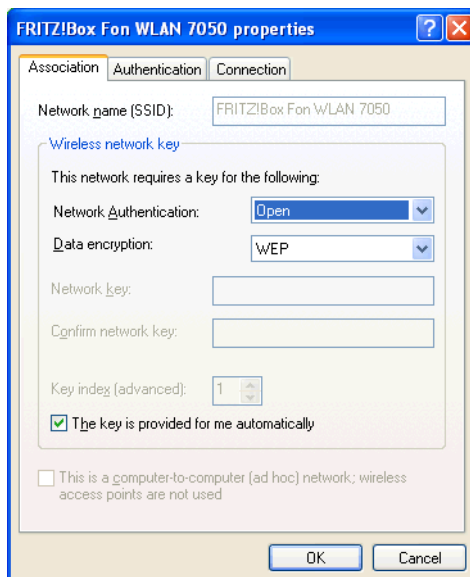 FRITZ!Box Fon WLAN 7050 properties
Association
Authentication
Connection
Network name (SSID):
FRITZ!Box Fon WLAN 7050
Wireless network key
This network requires a key for the following:
Network Authentication:
Open
Data encryption:
WEP
Network key:
Confirm network key:
Key index (advanced):
1
The key is provided for me automatically
This is a computer-to-computer (ad hoc) network; wireless
access points are not used
OK
Cancel